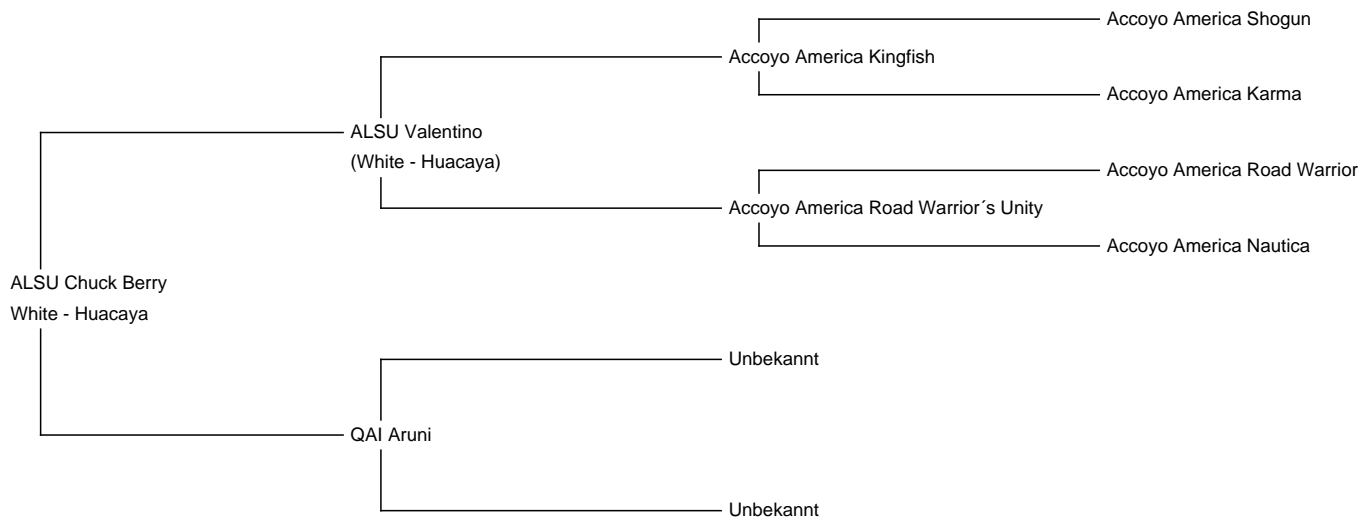 Accoyo America Shogun
Accoyo America Kingfish
Accoyo America Karma
ALSU Valentino
(White - Huacaya)
Accoyo America Road Warrior
Accoyo America Road Warrior´s Unity
Accoyo America Nautica
ALSU Chuck Berry
White - Huacaya
Unbekannt
QAI Aruni
Unbekannt